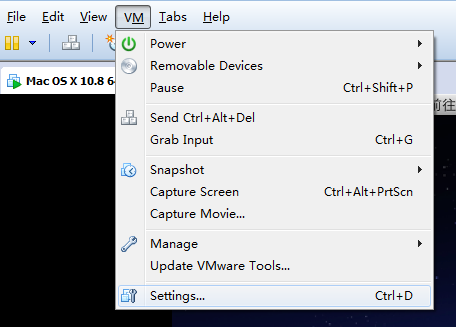 File Edit View VM Tabs Help
Mac OS X 10.8 6
前往
Power
Removable Devices
Pause Ctrl+Shift+P
Send Ctrl+Alt+Del
Grab Input Ctrl+G
Snapshot
Capture Screen Ctrl+Alt+PrtScn
Capture Movie...
Manage
Update VMware Tools...
Settings... Ctrl+D